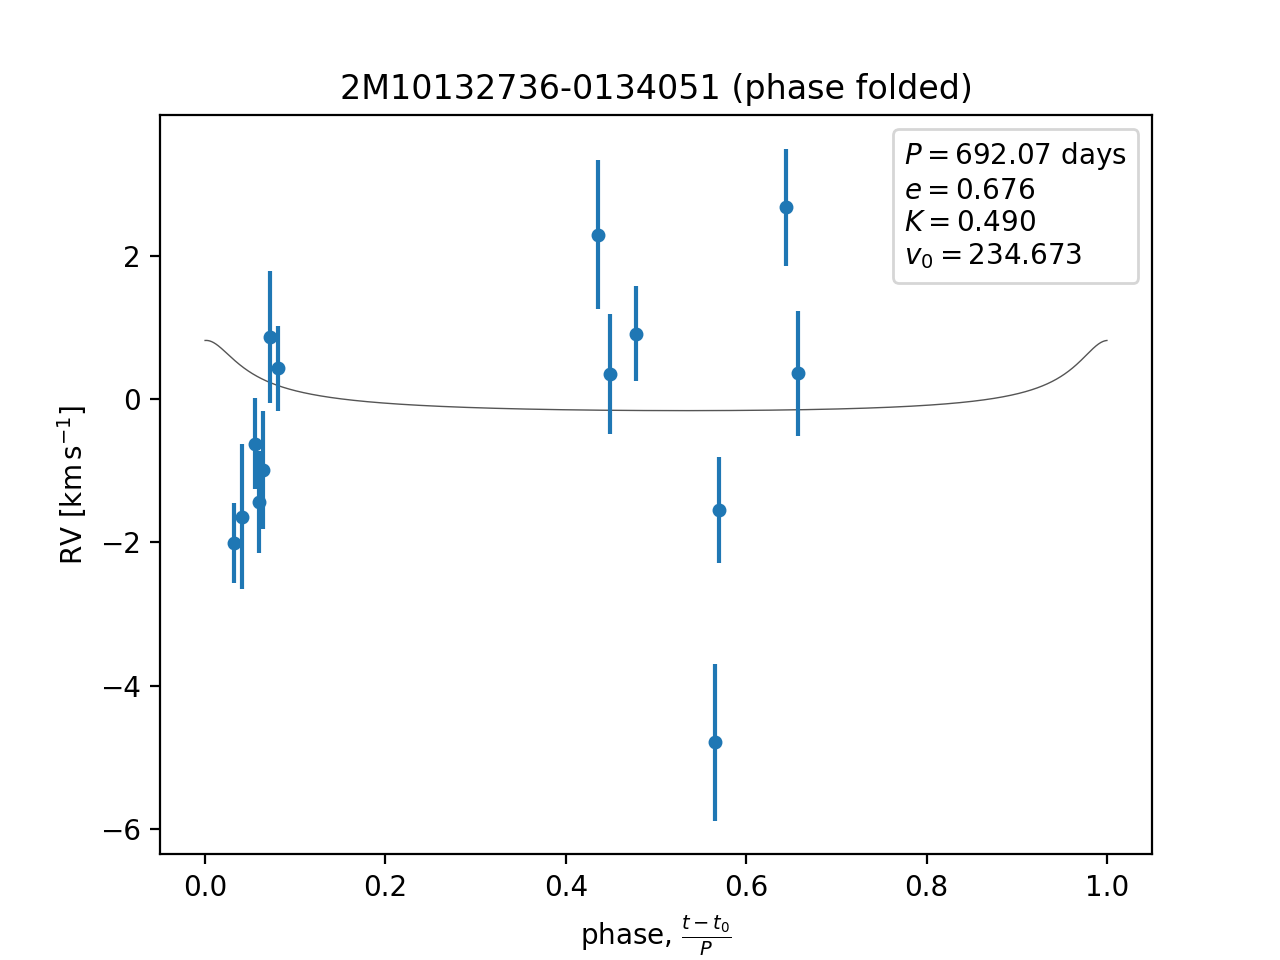 2M10132736-0134051 (phase folded)
P = 692.07 days
e = 0.676
K = 0.490
v₀ = 234.673
2
0
−2
−4
−6
RV [km s⁻¹]
0.0 0.2 0.4 0.6 0.8 1.0
phase, (t − t₀)/P